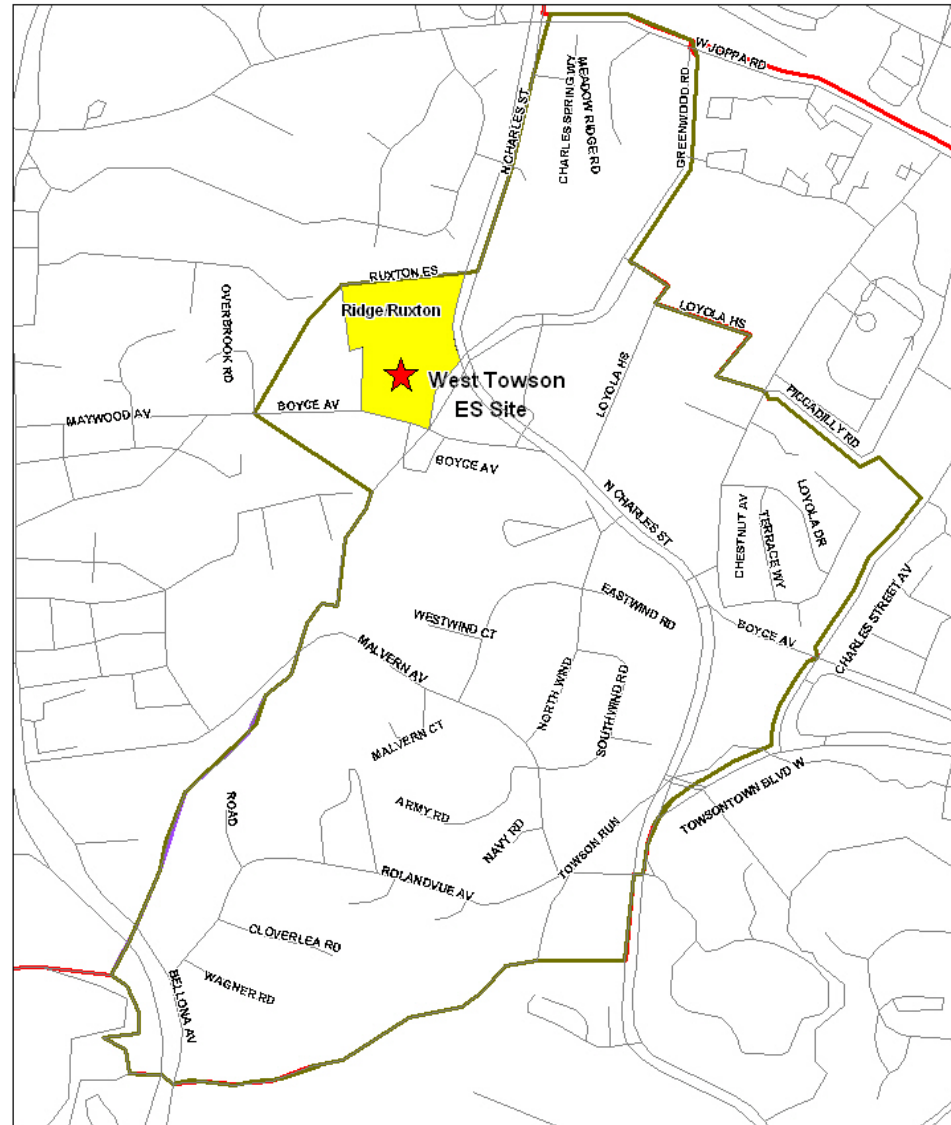 W JOPPA RD
N CHARLES ST
CHARLES SPRING WY
MEADOW RIDGE RD
GREENWOOD RD
RUXTON ES
Ridge/Ruxton
OVERBROOK RD
LOYOLA HS
LOYOLA HS
West Towson
ES Site
MAYWOOD AV
BOYCE AV
PICCADILLY RD
BOYCE AV
N CHARLES ST
CHESTNUT AV
TERRACE WY
LOYOLA DR
WESTWIND CT
EASTWIND RD
BOYCE AV
CHARLES STREET AV
MALVERN AV
NORTH WIND
SOUTHWIND RD
MALVERN CT
ROAD
ARMY RD
NAVY RD
TOWSON RUN
TOWSONTOWN BLVD W
ROLANDVUE AV
CLOVERLEA RD
WAGNER RD
BELLONA AV